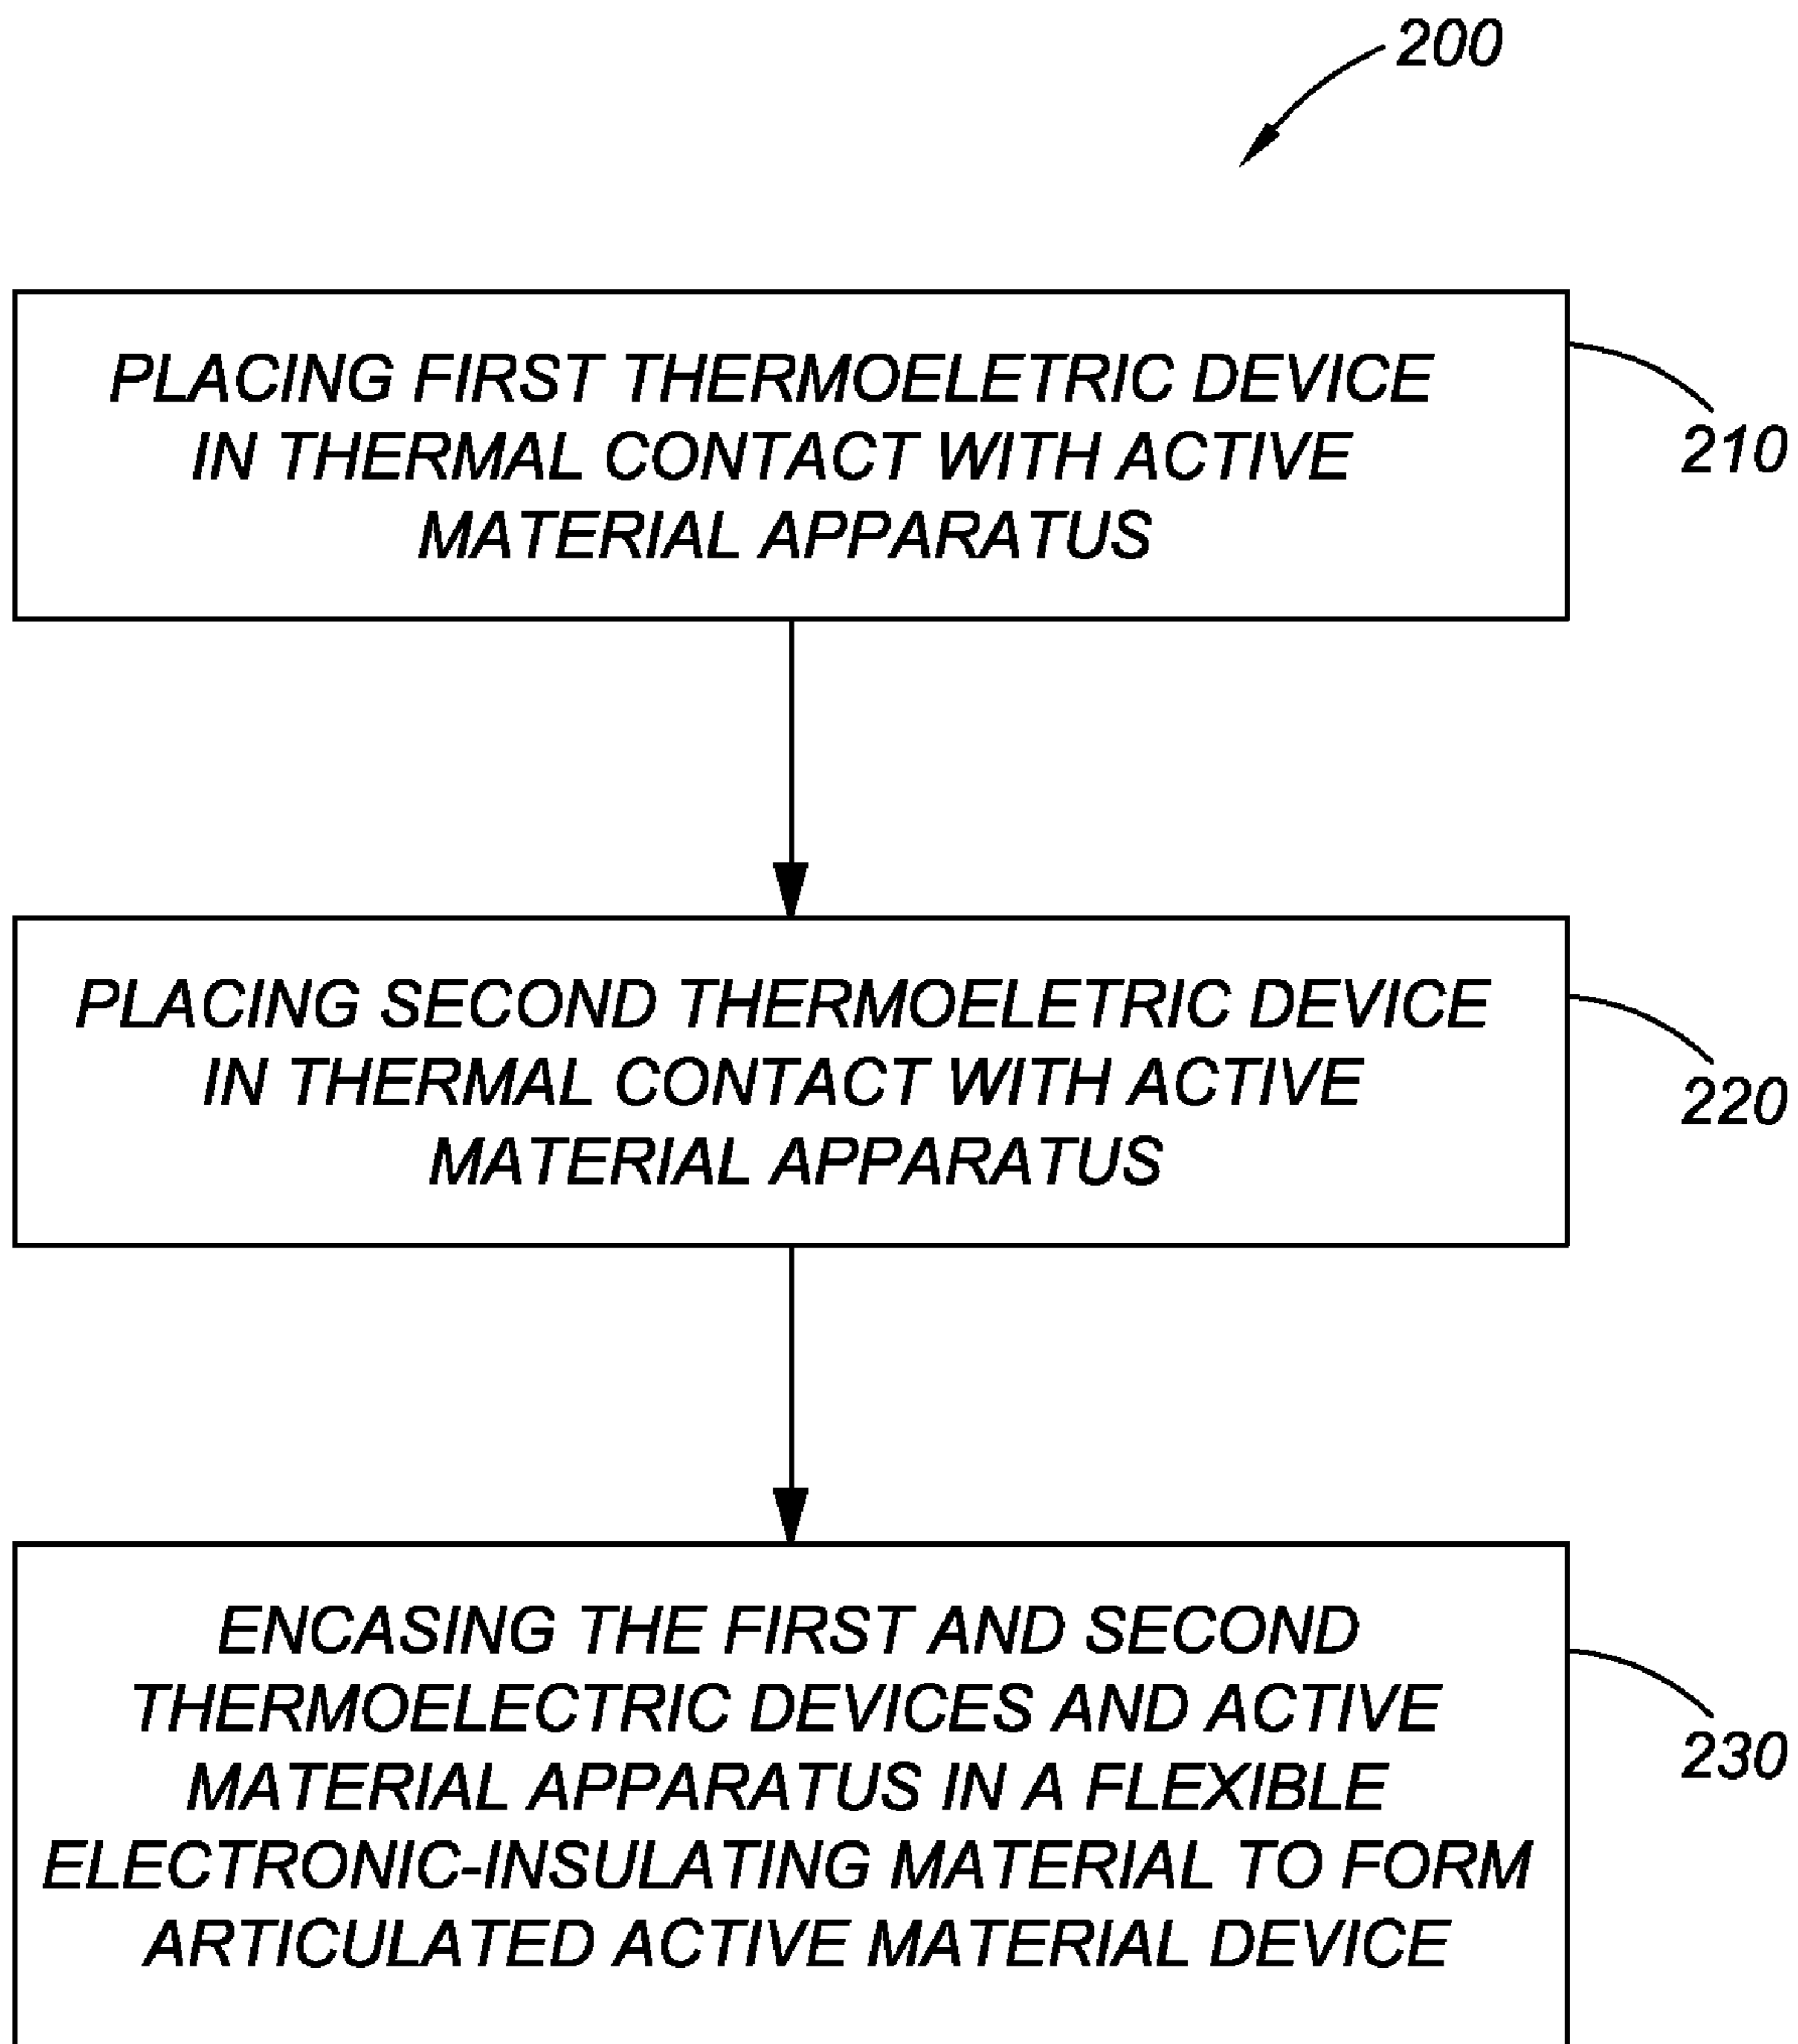 200
PLACING FIRST THERMOELETRIC DEVICE
IN THERMAL CONTACT WITH ACTIVE
MATERIAL APPARATUS
210
PLACING SECOND THERMOELETRIC DEVICE
IN THERMAL CONTACT WITH ACTIVE
MATERIAL APPARATUS
220
ENCASING THE FIRST AND SECOND
THERMOELECTRIC DEVICES AND ACTIVE
MATERIAL APPARATUS IN A FLEXIBLE
ELECTRONIC-INSULATING MATERIAL TO FORM
ARTICULATED ACTIVE MATERIAL DEVICE
230